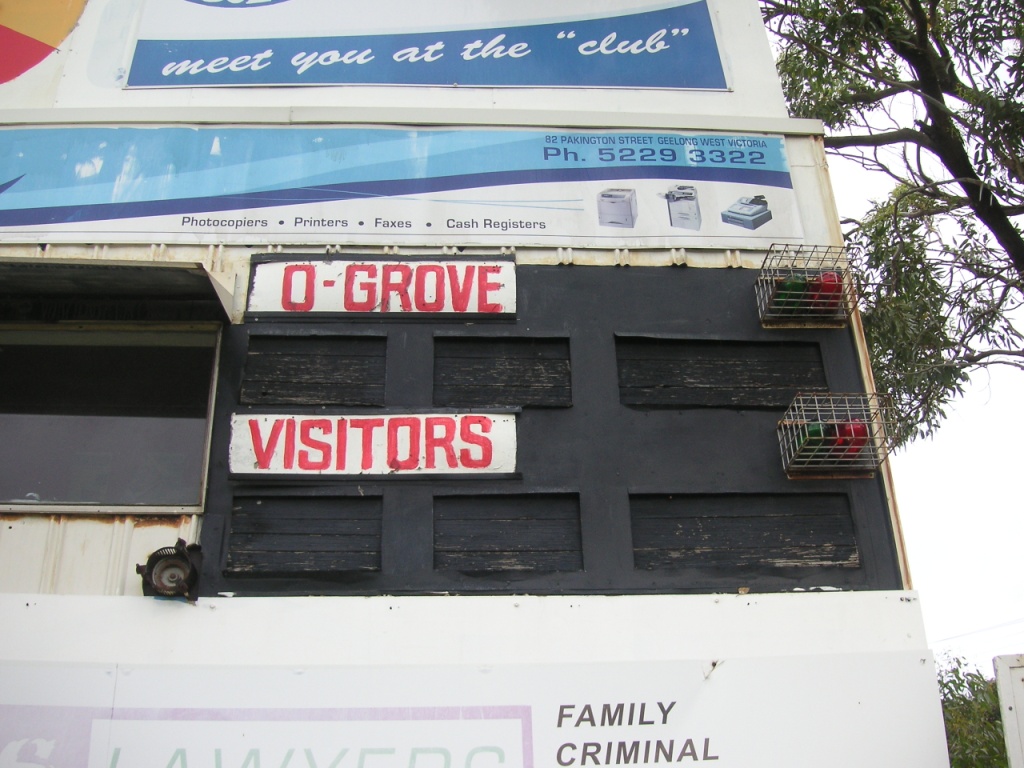 meet you at the "club"
82 PAKINGTON STREET GEELONG WEST VICTORIA
Ph. 5229 3322
Photocopiers • Printers • Faxes • Cash Registers
O-GROVE
VISITORS
LAWYERS
FAMILY
CRIMINAL